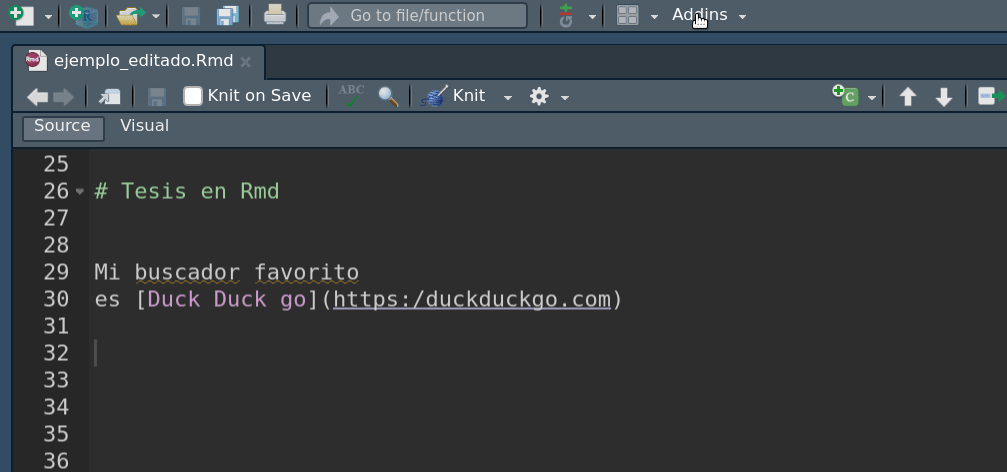 Go to file/function
Addins
ejemplo_editado.Rmd
Knit on Save
ABC
Knit
Source
Visual
25
26 # Tesis en Rmd
27
28
29 Mi buscador favorito
30 es [Duck Duck go](https:/duckduckgo.com)
31
32
33
34
35
36